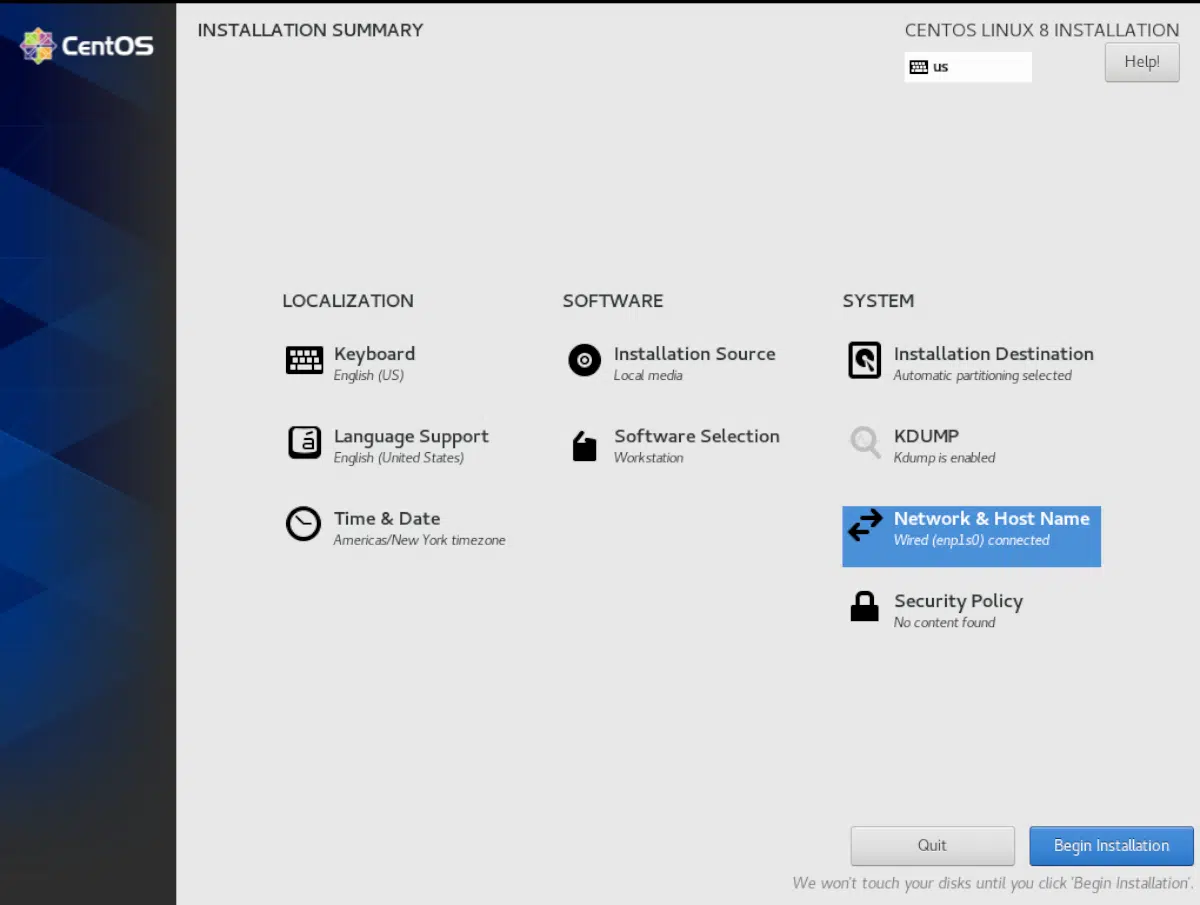 CentOS
INSTALLATION SUMMARY
CENTOS LINUX 8 INSTALLATION
us
Help!
LOCALIZATION
Keyboard
English (US)
Language Support
English (United States)
Time & Date
Americas/New York timezone
SOFTWARE
Installation Source
Local media
Software Selection
Workstation
SYSTEM
Installation Destination
Automatic partitioning selected
KDUMP
Kdump is enabled
Network & Host Name
Wired (enp1s0) connected
Security Policy
No content found
Quit
Begin Installation
We won't touch your disks until you click 'Begin Installation'.